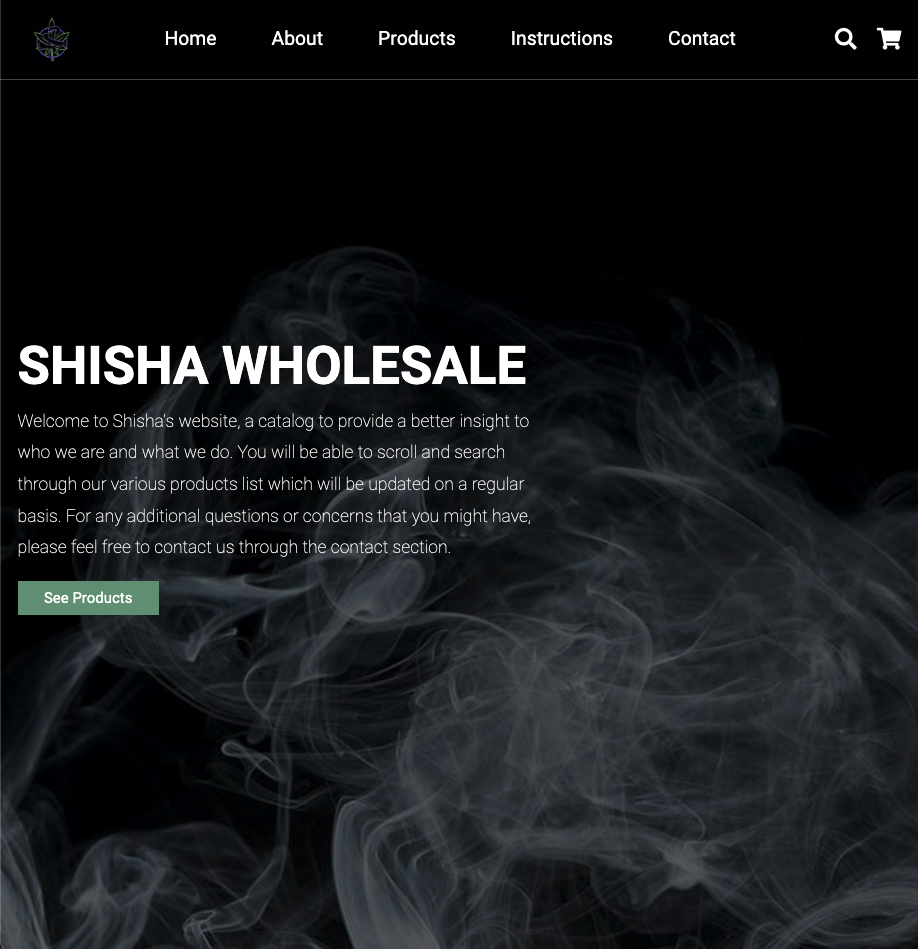 Home About Products Instructions Contact
SHISHA WHOLESALE
Welcome to Shisha's website, a catalog to provide a better insight to
who we are and what we do. You will be able to scroll and search
through our various products list which will be updated on a regular
basis. For any additional questions or concerns that you might have,
please feel free to contact us through the contact section.
See Products